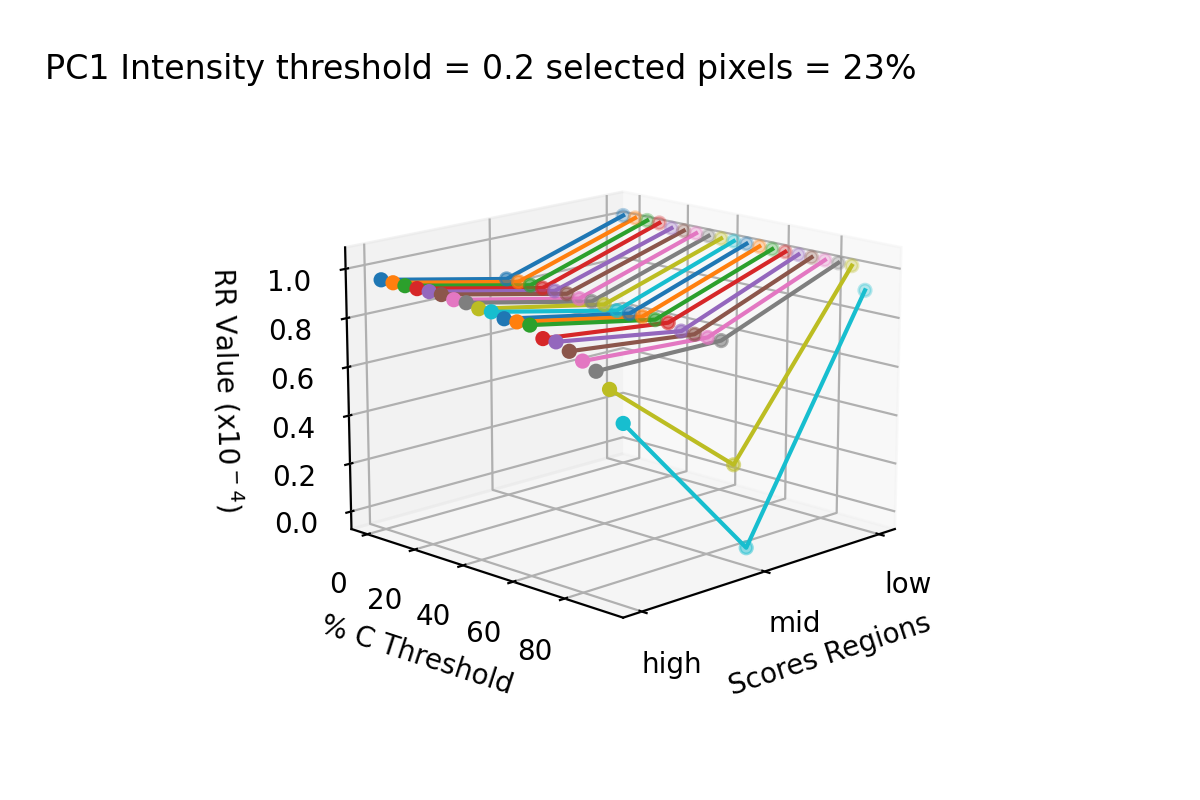 PC1 Intensity threshold = 0.2 selected pixels = 23%
RR Value (x10⁻⁴)
1.0
0.8
0.6
0.4
0.2
0.0
0
20
40
60
80
% C Threshold
high
mid
low
Scores Regions